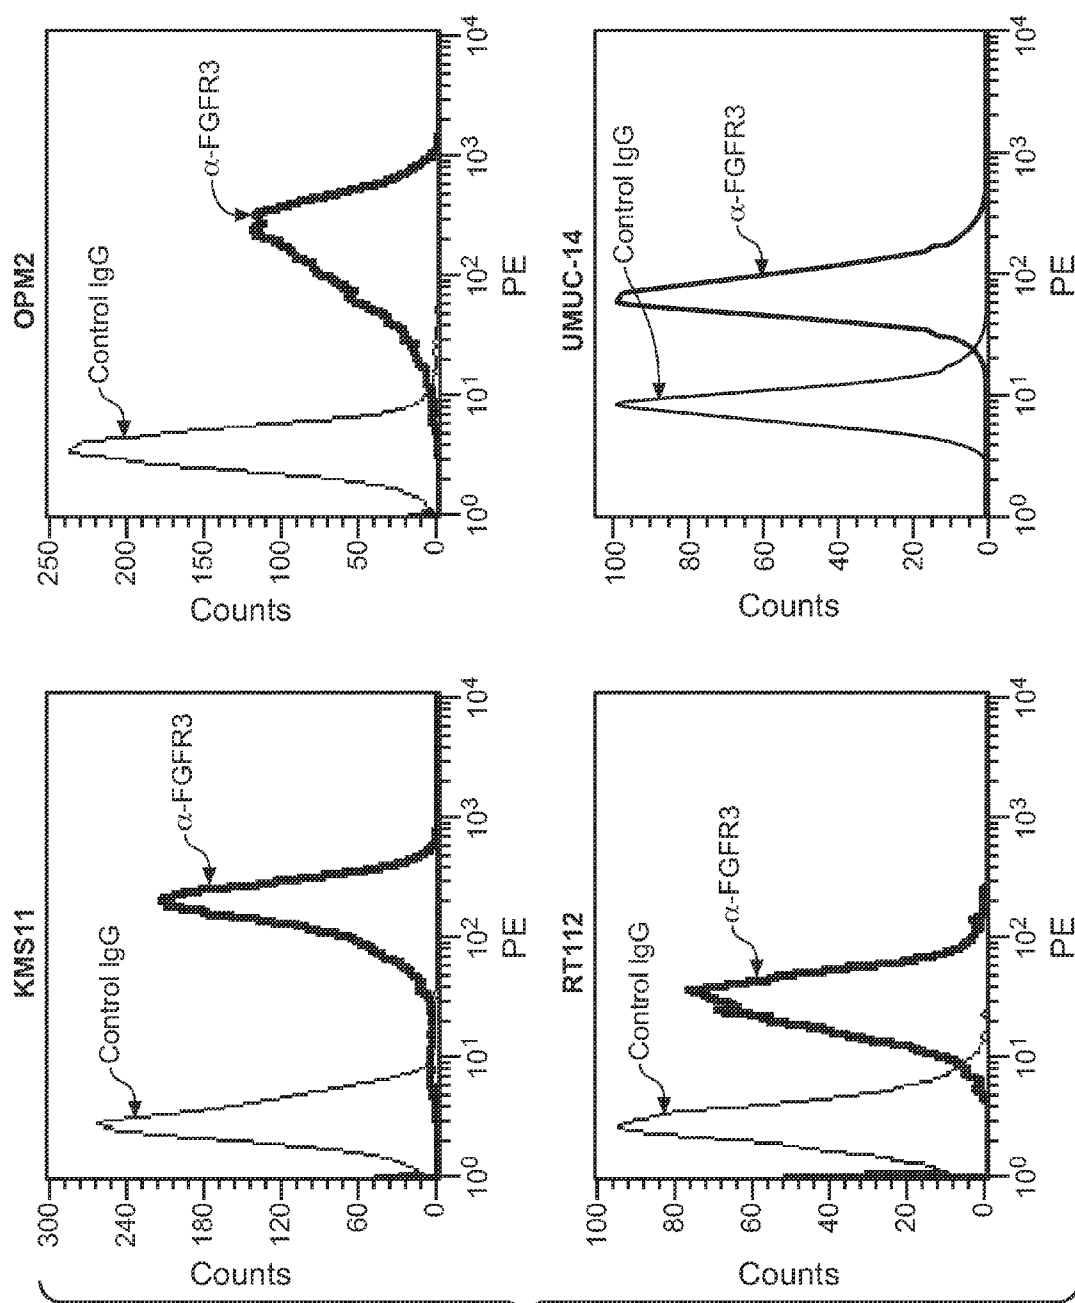 KMS11
Counts
300
240
180
120
60
0
Control IgG
α-FGFR3
10⁰ 10¹ 10² 10³ 10⁴
PE
OPM2
Counts
250
200
150
100
50
0
Control IgG
α-FGFR3
10⁰ 10¹ 10² 10³ 10⁴
PE
RT112
Counts
100
80
60
40
20
0
Control IgG
α-FGFR3
10⁰ 10¹ 10² 10³ 10⁴
PE
UMUC-14
Counts
100
80
60
40
20
0
Control IgG
α-FGFR3
10⁰ 10¹ 10² 10³ 10⁴
PE